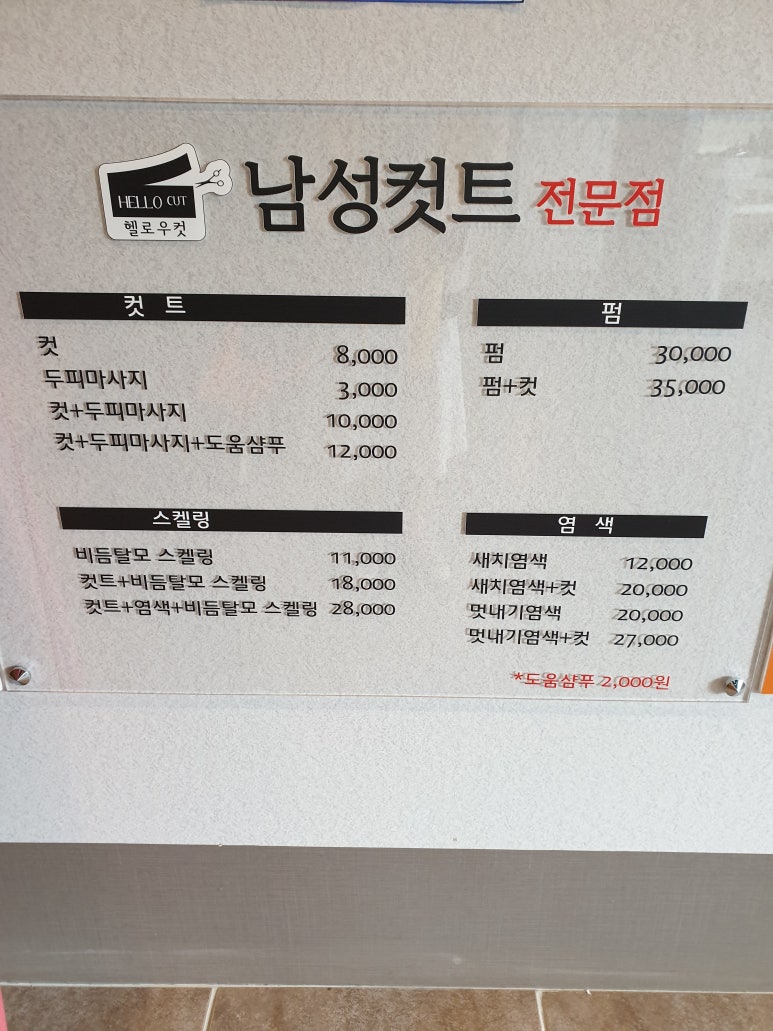 HELLO CUT
헬로우컷
남성컷트 전문점
컷 트
컷 8,000
두피마사지 3,000
컷+두피마사지 10,000
컷+두피마사지+도움샴푸 12,000
펌
펌 30,000
펌+컷 35,000
스켈링
비듬탈모 스켈링 11,000
컷트+비듬탈모 스켈링 18,000
컷트+염색+비듬탈모 스켈링 28,000
염 색
새치염색 12,000
새치염색+컷 20,000
멋내기염색 20,000
멋내기염색+컷 27,000
*도움샴푸 2,000원